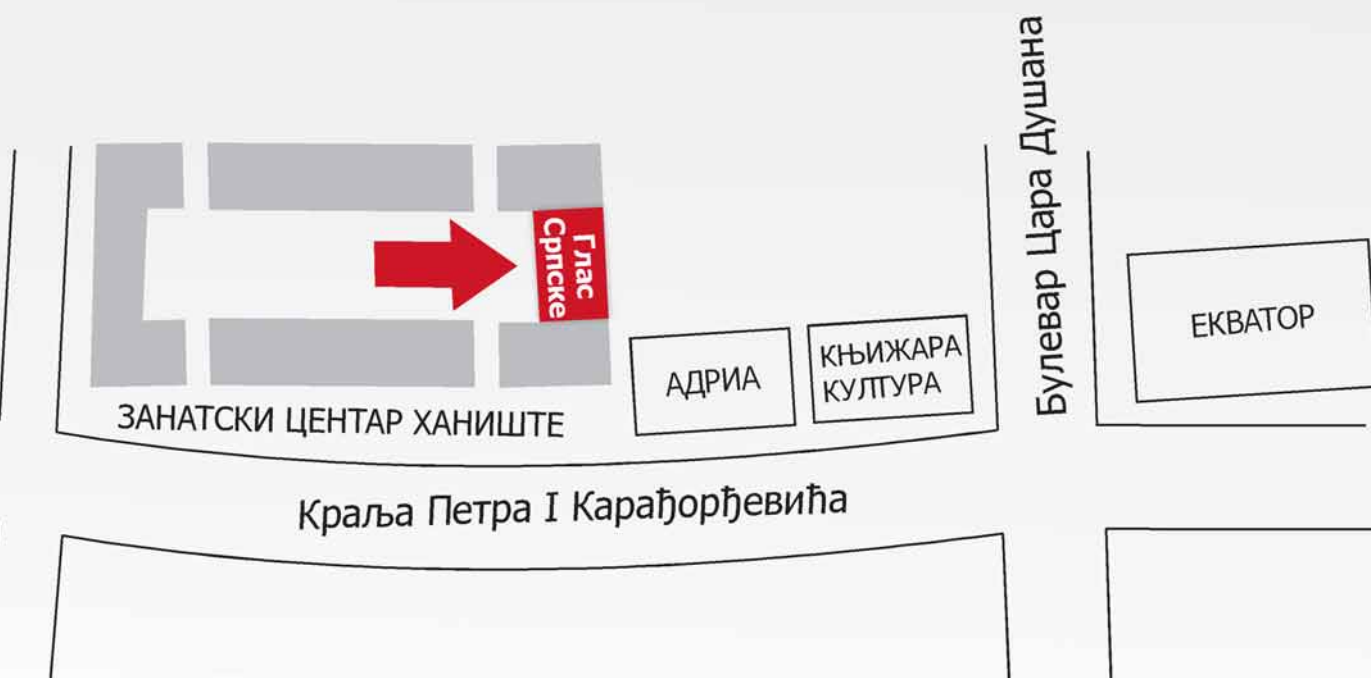 Булевар Цара Душана
Глас
Српске
АДРИА
КЊИЖАРА
КУЛТУРА
ЕКВАТОР
ЗАНАТСКИ ЦЕНТАР ХАНИШТЕ
Краља Петра I Карађорђевића